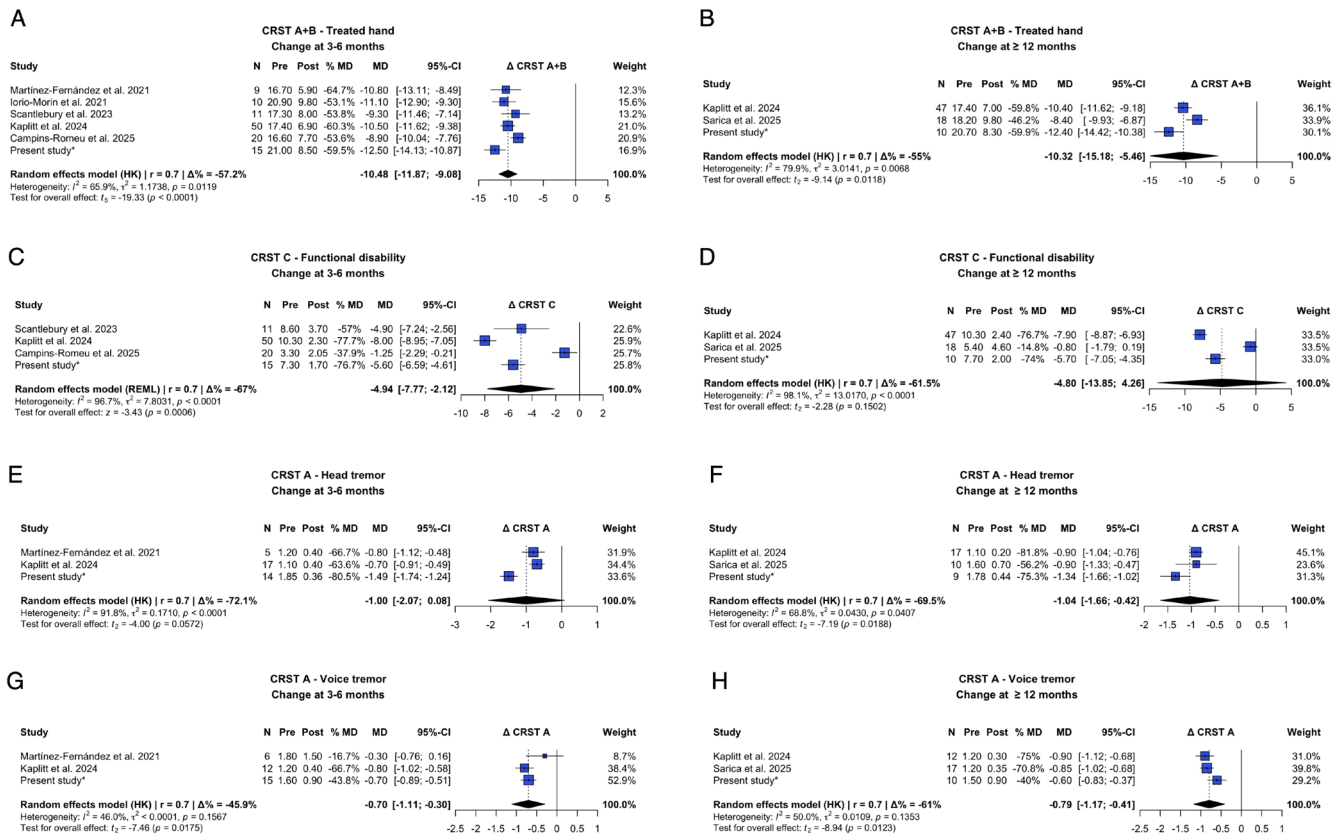 A
CRST A+B - Treated hand
Change at 3-6 months
Study N Pre Post % MD MD 95%-CI Δ CRST A+B Weight
Martínez-Fernández et al. 2021 9 16.70 5.90 -64.7% -10.80 [-13.11; -8.49] 12.3%
Iorio-Morin et al. 2021 10 20.90 9.80 -53.1% -11.10 [-12.90; -9.30] 15.6%
Scantlebury et al. 2023 11 17.30 8.00 -53.8% -9.30 [-11.46; -7.14] 13.2%
Kaplitt et al. 2024 50 17.40 6.90 -60.3% -10.50 [-11.62; -9.38] 21.0%
Campins-Romeu et al. 2025 20 16.60 7.70 -53.6% -8.90 [-10.04; -7.76] 20.9%
Present study* 15 21.00 8.50 -59.5% -12.50 [-14.13; -10.87] 16.9%
Random effects model (HK) | r = 0.7 | Δ% = -57.2% -10.48 [-11.87; -9.08] 100.0%
Heterogeneity: I² = 65.9%, τ² = 1.1738, p = 0.0119
Test for overall effect: t₅ = -19.33 (p < 0.0001)
-15 -10 -5 0 5
B
CRST A+B - Treated hand
Change at ≥ 12 months
Study N Pre Post % MD MD 95%-CI Δ CRST A+B Weight
Kaplitt et al. 2024 47 17.40 7.00 -59.8% -10.40 [-11.62; -9.18] 36.1%
Sarica et al. 2025 18 18.20 9.80 -46.2% -8.40 [-9.93; -6.87] 33.9%
Present study* 10 20.70 8.30 -59.9% -12.40 [-14.42; -10.38] 30.1%
Random effects model (HK) | r = 0.7 | Δ% = -55% -10.32 [-15.18; -5.46] 100.0%
Heterogeneity: I² = 79.9%, τ² = 3.0141, p = 0.0068
Test for overall effect: t₂ = -9.14 (p = 0.0118)
-15 -10 -5 0 5
C
CRST C - Functional disability
Change at 3-6 months
Study N Pre Post % MD MD 95%-CI Δ CRST C Weight
Scantlebury et al. 2023 11 8.60 3.70 -57% -4.90 [-7.24; -2.56] 22.6%
Kaplitt et al. 2024 50 10.30 2.30 -77.7% -8.00 [-8.95; -7.05] 25.9%
Campins-Romeu et al. 2025 20 3.30 2.05 -37.9% -1.25 [-2.29; -0.21] 25.7%
Present study* 15 7.30 1.70 -76.7% -5.60 [-6.59; -4.61] 25.8%
Random effects model (REML) | r = 0.7 | Δ% = -67% -4.94 [-7.77; -2.12] 100.0%
Heterogeneity: I² = 96.7%, τ² = 7.8031, p < 0.0001
Test for overall effect: z = -3.43 (p = 0.0006)
-10 -8 -6 -4 -2 0 2
D
CRST C - Functional disability
Change at ≥ 12 months
Study N Pre Post % MD MD 95%-CI Δ CRST C Weight
Kaplitt et al. 2024 47 10.30 2.40 -76.7% -7.90 [-8.87; -6.93] 33.5%
Sarica et al. 2025 18 5.40 4.60 -14.8% -0.80 [-1.79; 0.19] 33.5%
Present study* 10 7.70 2.00 -74% -5.70 [-7.05; -4.35] 33.0%
Random effects model (HK) | r = 0.7 | Δ% = -61.5% -4.80 [-13.85; 4.26] 100.0%
Heterogeneity: I² = 98.1%, τ² = 13.0170, p < 0.0001
Test for overall effect: t₂ = -2.28 (p = 0.1502)
-15 -10 -5 0 5
E
CRST A - Head tremor
Change at 3-6 months
Study N Pre Post % MD MD 95%-CI Δ CRST A Weight
Martínez-Fernández et al. 2021 5 1.20 0.40 -66.7% -0.80 [-1.12; -0.48] 31.9%
Kaplitt et al. 2024 17 1.10 0.40 -63.6% -0.70 [-0.91; -0.49] 34.4%
Present study* 14 1.85 0.36 -80.5% -1.49 [-1.74; -1.24] 33.6%
Random effects model (HK) | r = 0.7 | Δ% = -72.1% -1.00 [-2.07; 0.08] 100.0%
Heterogeneity: I² = 91.8%, τ² = 0.1710, p < 0.0001
Test for overall effect: t₂ = -4.00 (p = 0.0572)
-3 -2 -1 0 1
F
CRST A - Head tremor
Change at ≥ 12 months
Study N Pre Post % MD MD 95%-CI Δ CRST A Weight
Kaplitt et al. 2024 17 1.10 0.20 -81.8% -0.90 [-1.04; -0.76] 45.1%
Sarica et al. 2025 10 1.60 0.70 -56.2% -0.90 [-1.33; -0.47] 23.6%
Present study* 9 1.78 0.44 -75.3% -1.34 [-1.66; -1.02] 31.3%
Random effects model (HK) | r = 0.7 | Δ% = -69.5% -1.04 [-1.66; -0.42] 100.0%
Heterogeneity: I² = 68.8%, τ² = 0.0430, p = 0.0407
Test for overall effect: t₂ = -7.19 (p = 0.0188)
-2 -1.5 -1 -0.5 0 0.5 1
G
CRST A - Voice tremor
Change at 3-6 months
Study N Pre Post % MD MD 95%-CI Δ CRST A Weight
Martínez-Fernández et al. 2021 6 1.80 1.50 -16.7% -0.30 [-0.76; 0.16] 8.7%
Kaplitt et al. 2024 12 1.20 0.40 -66.7% -0.80 [-1.02; -0.58] 38.4%
Present study* 15 1.60 0.90 -43.8% -0.70 [-0.89; -0.51] 52.9%
Random effects model (HK) | r = 0.7 | Δ% = -45.9% -0.70 [-1.11; -0.30] 100.0%
Heterogeneity: I² = 46.0%, τ² < 0.0001, p = 0.1567
Test for overall effect: t₂ = -7.46 (p = 0.0175)
-2.5 -2 -1.5 -1 -0.5 0 0.5 1
H
CRST A - Voice tremor
Change at ≥ 12 months
Study N Pre Post % MD MD 95%-CI Δ CRST A Weight
Kaplitt et al. 2024 12 1.20 0.30 -75% -0.90 [-1.12; -0.68] 31.0%
Sarica et al. 2025 17 1.20 0.35 -70.8% -0.85 [-1.02; -0.68] 39.8%
Present study* 10 1.50 0.90 -40% -0.60 [-0.83; -0.37] 29.2%
Random effects model (HK) | r = 0.7 | Δ% = -61% -0.79 [-1.17; -0.41] 100.0%
Heterogeneity: I² = 50.0%, τ² = 0.0109, p = 0.1353
Test for overall effect: t₂ = -8.94 (p = 0.0123)
-2.5 -2 -1.5 -1 -0.5 0 0.5 1